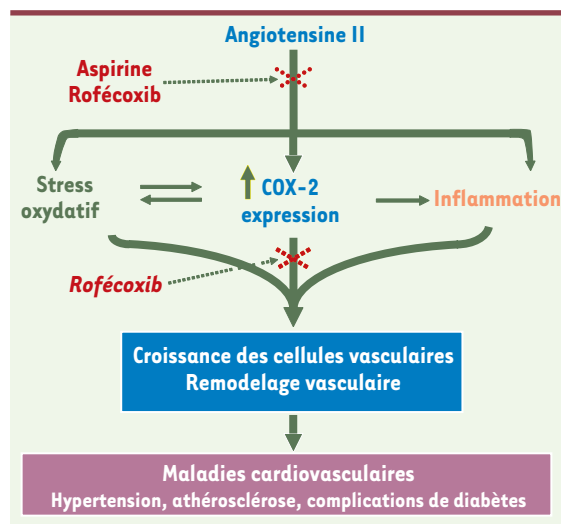 Angiotensine II
Aspirine
Rofécoxib
Stress
oxydatif
COX-2
expression
Inflammation
Rofécoxib
Croissance des cellules vasculaires
Remodelage vasculaire
Maladies cardiovasculaires
Hypertension, athérosclérose, complications de diabètes